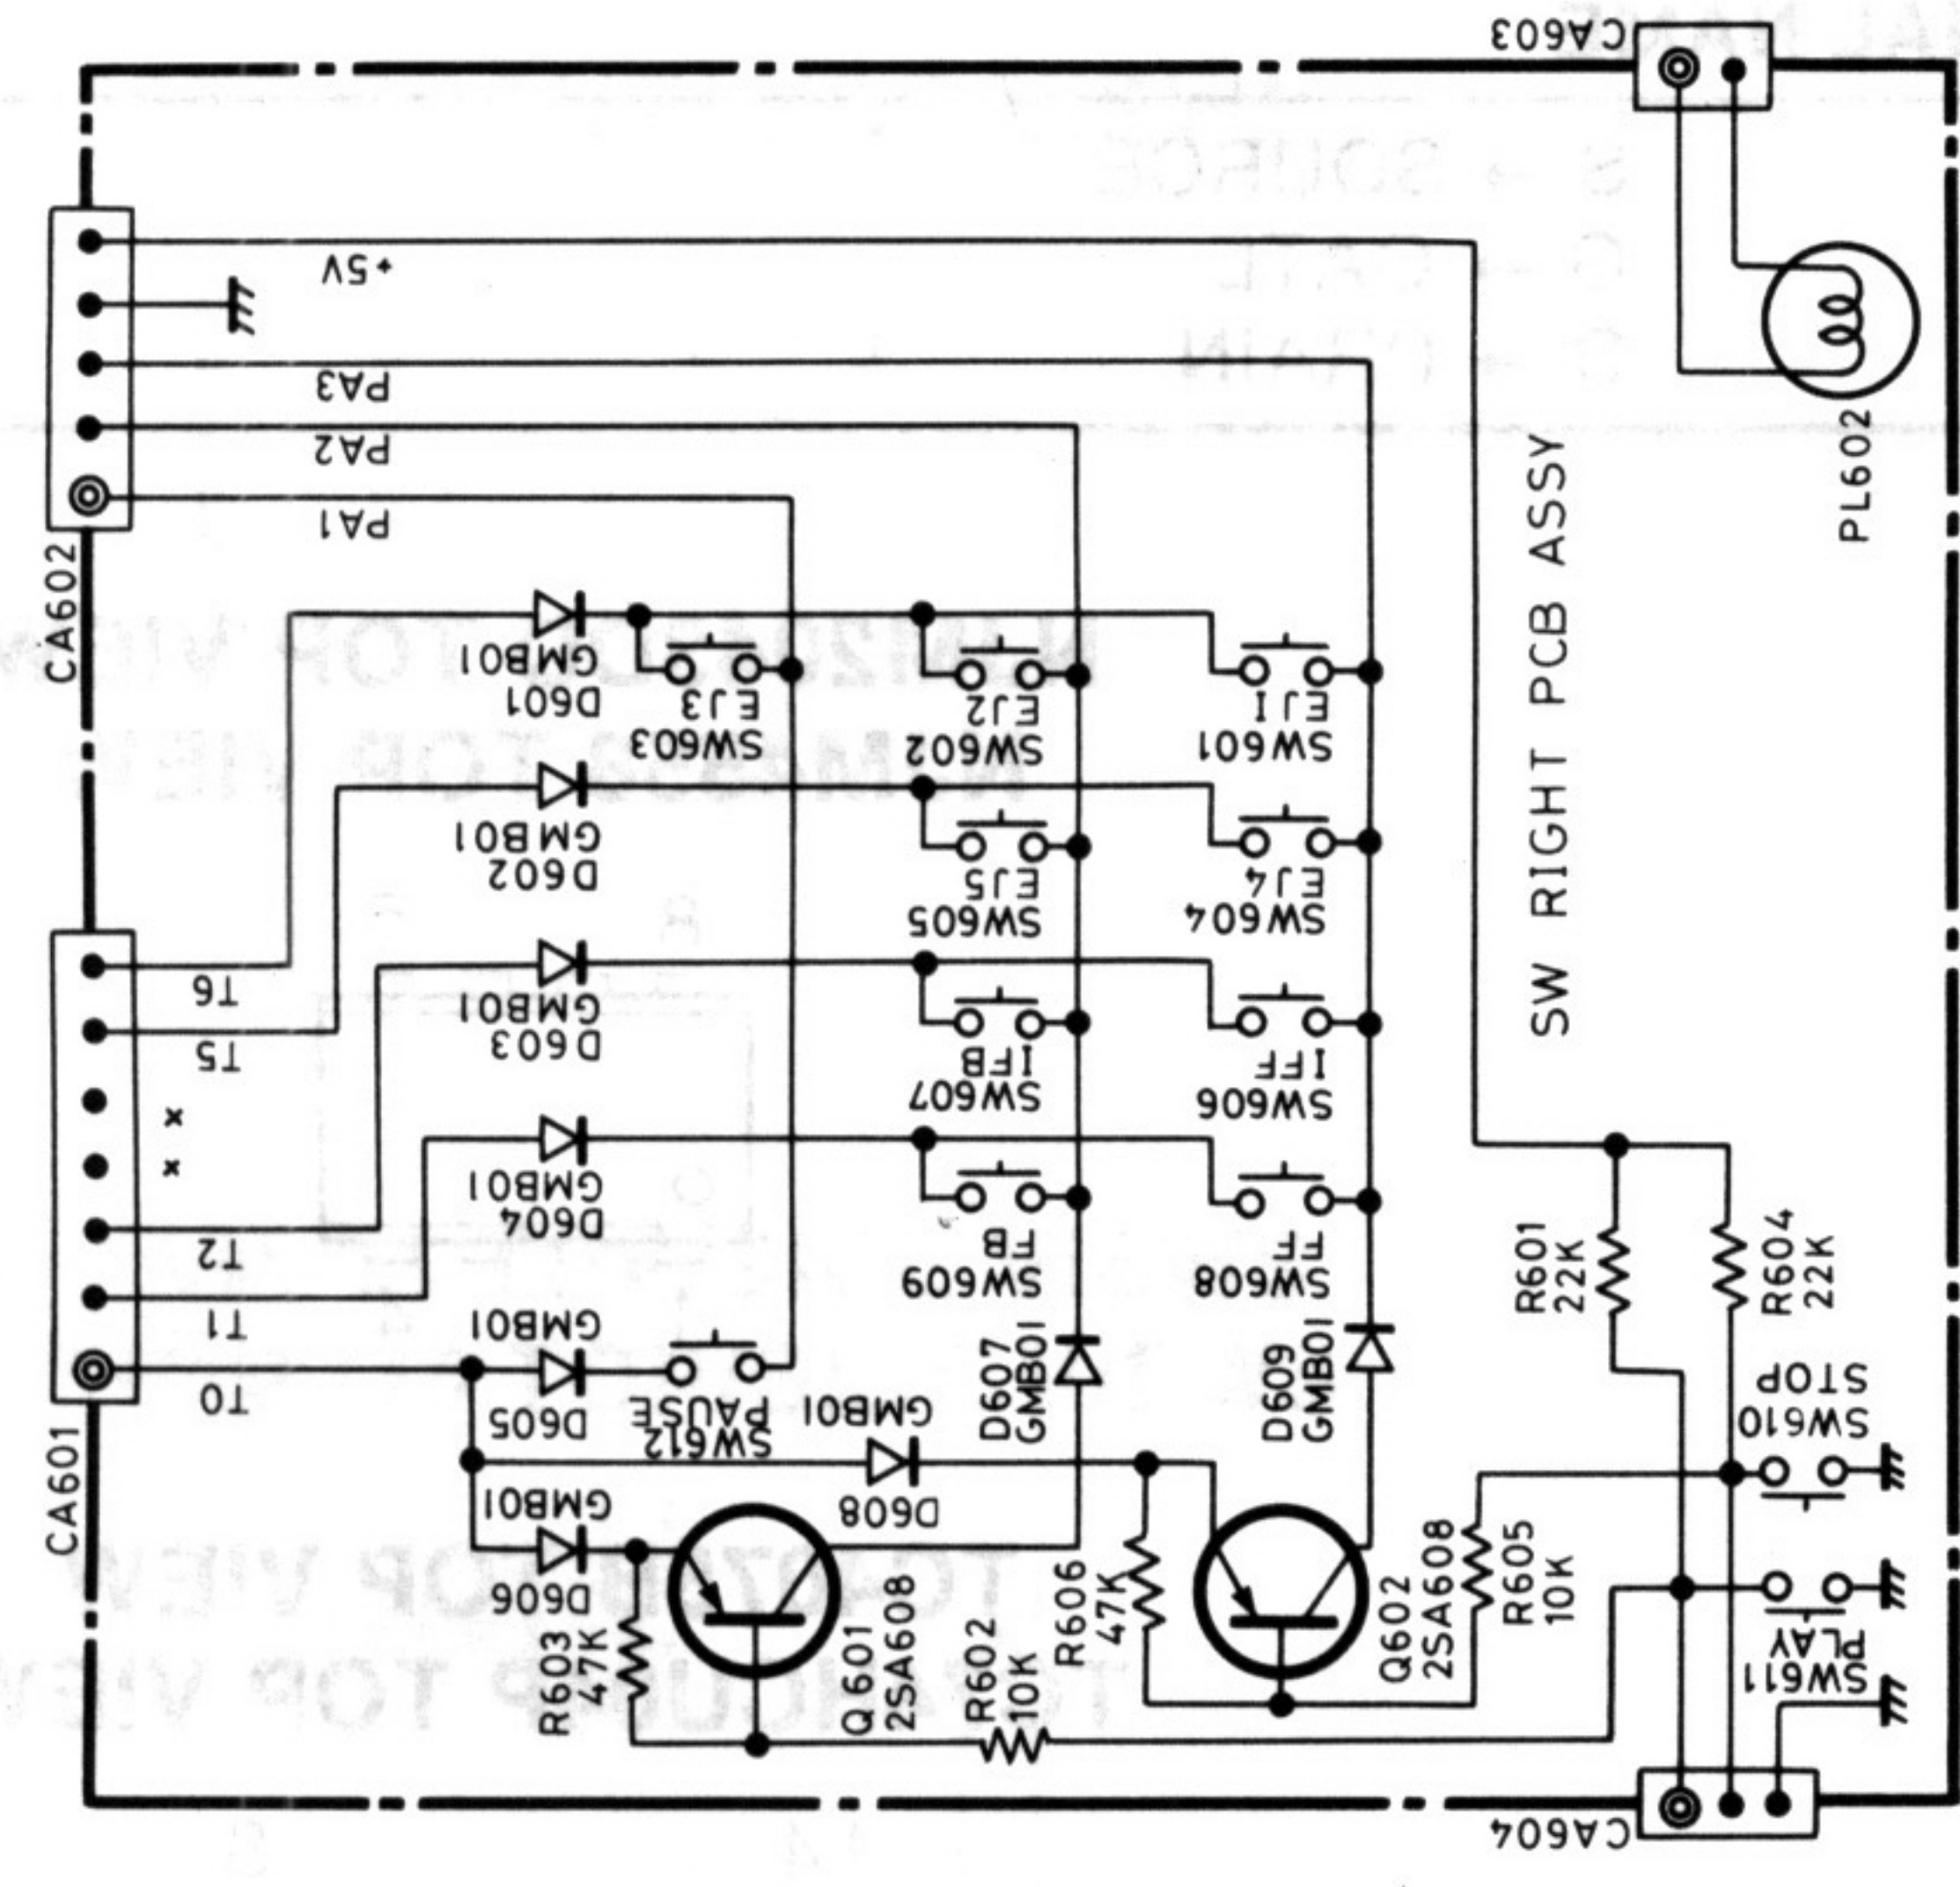 CA603
+5V
PA3
PA2
PA1
CA602
PL602
SW RIGHT PCB ASSY
GMB01
D601
EJ3
SW603
EJ2
SW602
EJ1
SW601
GMB01
D602
EJ5
SW605
EJ4
SW604
T6
GMB01
D603
IFB
SW607
IFF
SW606
T5
x
x
GMB01
D604
FB
SW609
FF
SW608
T2
T1
T0
CA601
GMB01
D605
PAUSE
SW612
GMB01
D608
D607
GMB01
D609
GMB01
R601
22K
R604
22K
STOP
SW610
GMB01
D606
R603
47K
Q601
2SA608
R602
10K
R606
47K
Q602
2SA608
R605
10K
PLAY
SW611
CA604